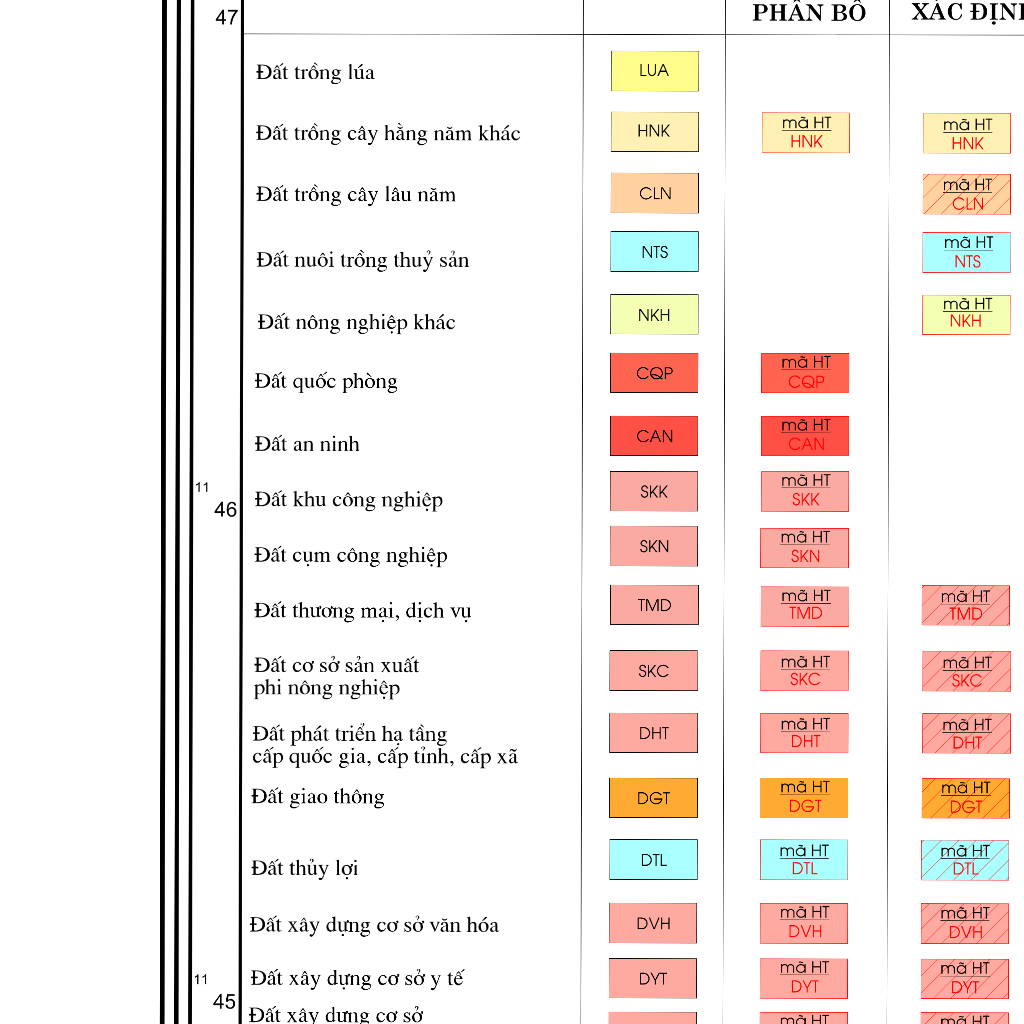 47
PHÂN BỔ XÁC ĐỊN
Đất trồng lúa LUA
Đất trồng cây hằng năm khác HNK mã HT HNK mã HT HNK
Đất trồng cây lâu năm CLN mã HT CLN
Đất nuôi trồng thuỷ sản NTS mã HT NTS
Đất nông nghiệp khác NKH mã HT NKH
Đất quốc phòng CQP mã HT CQP
Đất an ninh CAN mã HT CAN
11
46
Đất khu công nghiệp SKK mã HT SKK
Đất cụm công nghiệp SKN mã HT SKN
Đất thương mại, dịch vụ TMD mã HT TMD mã HT TMD
Đất cơ sở sản xuất
phi nông nghiệp SKC mã HT SKC mã HT SKC
Đất phát triển hạ tầng
cấp quốc gia, cấp tỉnh, cấp xã DHT mã HT DHT mã HT DHT
Đất giao thông DGT mã HT DGT mã HT DGT
Đất thủy lợi DTL mã HT DTL mã HT DTL
Đất xây dựng cơ sở văn hóa DVH mã HT DVH mã HT DVH
11
45
Đất xây dựng cơ sở y tế DYT mã HT DYT mã HT DYT
Đất xây dựng cơ sở mã HT mã HT